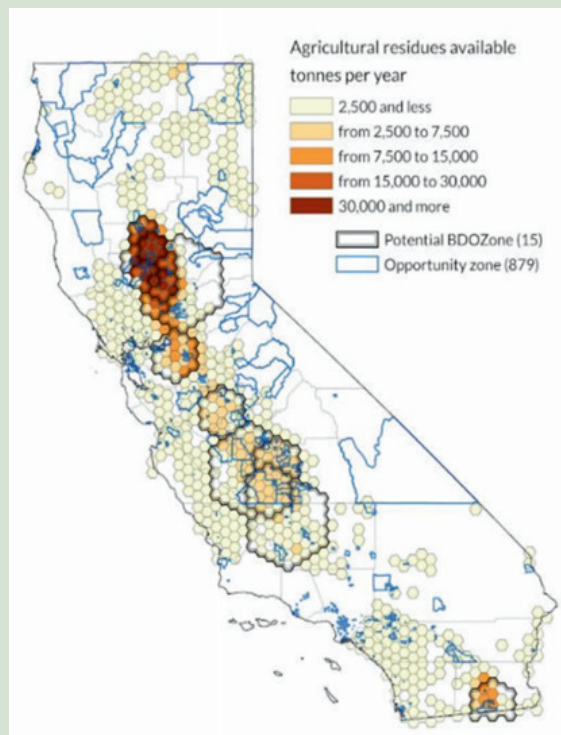 Agricultural residues available
tonnes per year
2,500 and less
from 2,500 to 7,500
from 7,500 to 15,000
from 15,000 to 30,000
30,000 and more
Potential BDOZone (15)
Opportunity zone (879)